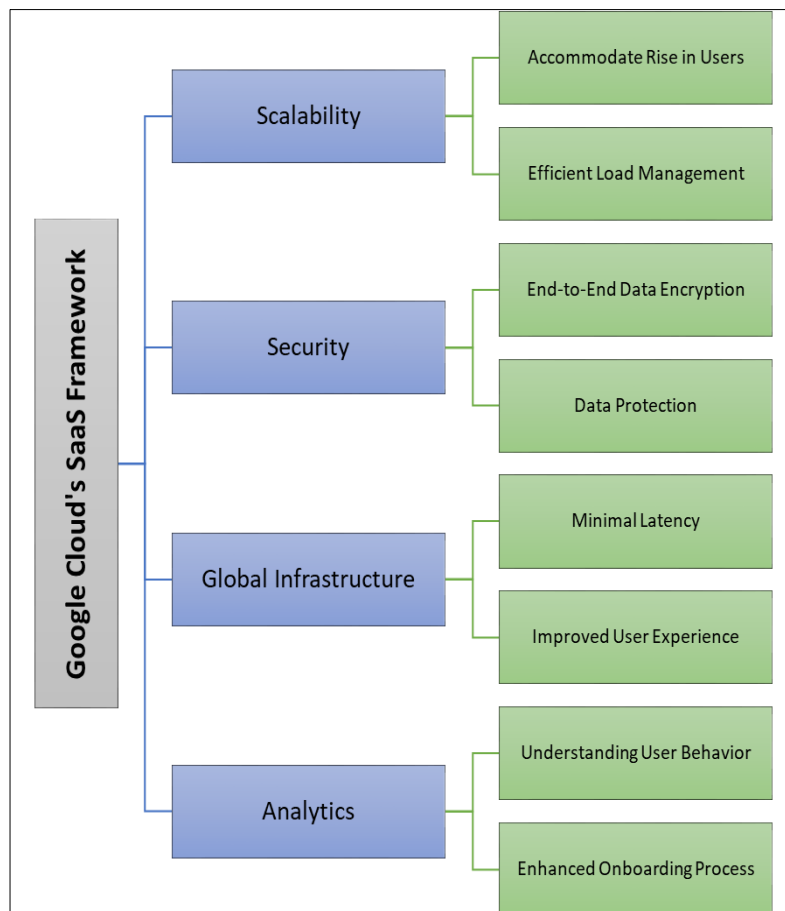 Google Cloud's SaaS Framework
Scalability
Accommodate Rise in Users
Efficient Load Management
Security
End-to-End Data Encryption
Data Protection
Global Infrastructure
Minimal Latency
Improved User Experience
Analytics
Understanding User Behavior
Enhanced Onboarding Process